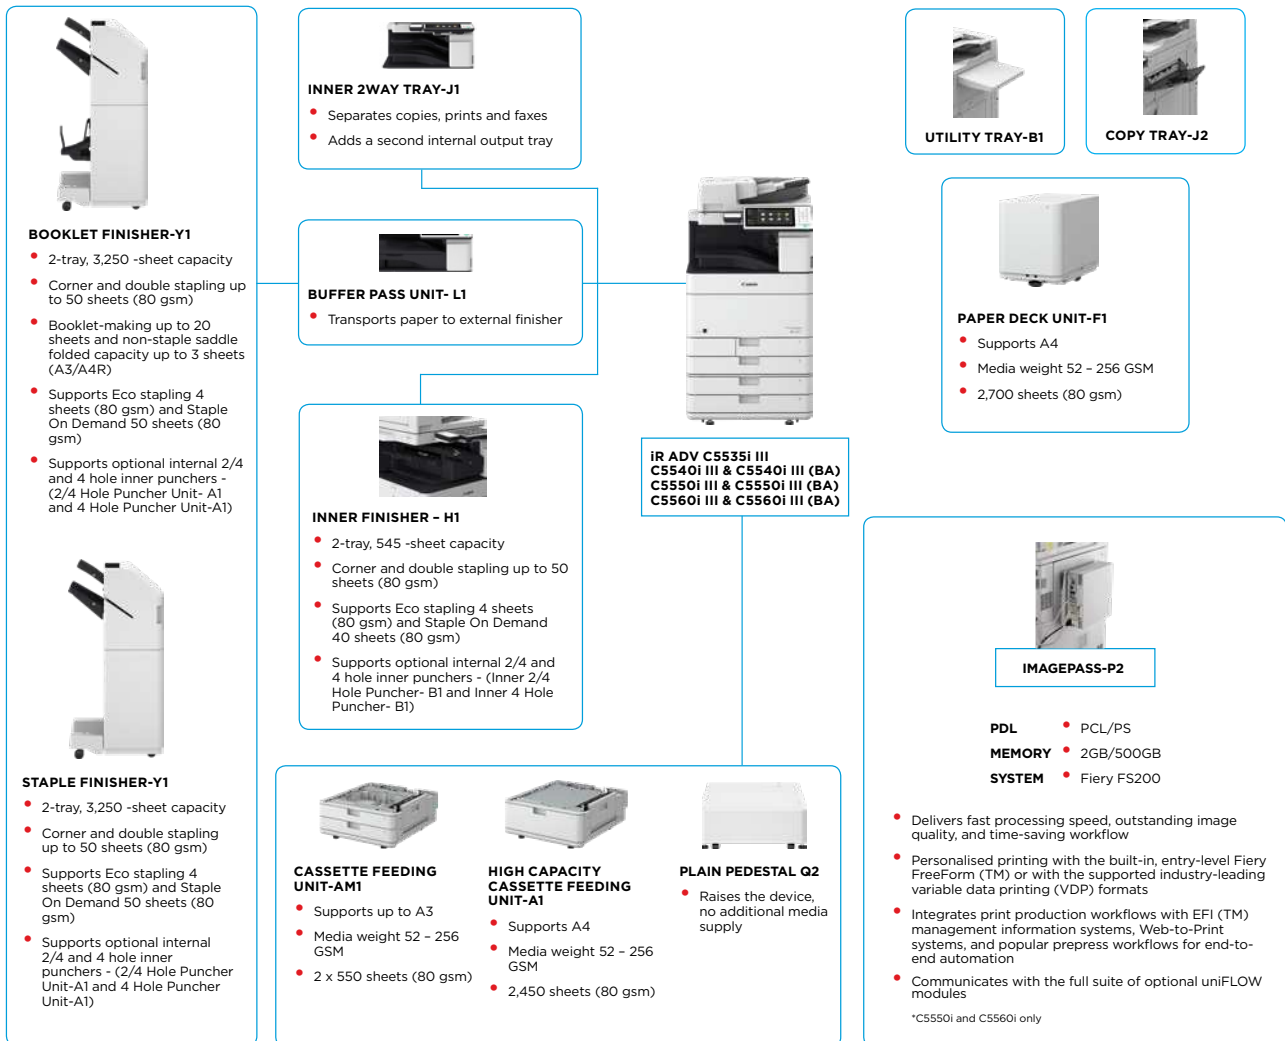 BOOKLET FINISHER-Y1
• 2-tray, 3,250 -sheet capacity
• Corner and double stapling up
to 50 sheets (80 gsm)
• Booklet-making up to 20
sheets and non-staple saddle
folded capacity up to 3 sheets
(A3/A4R)
• Supports Eco stapling 4
sheets (80 gsm) and Staple
On Demand 50 sheets (80
gsm)
• Supports optional internal 2/4
and 4 hole inner punchers -
(2/4 Hole Puncher Unit- A1
and 4 Hole Puncher Unit-A1)
STAPLE FINISHER-Y1
• 2-tray, 3,250 -sheet capacity
• Corner and double stapling
up to 50 sheets (80 gsm)
• Supports Eco stapling 4
sheets (80 gsm) and Staple
On Demand 50 sheets (80
gsm)
• Supports optional internal
2/4 and 4 hole inner
punchers - (2/4 Hole Puncher
Unit-A1 and 4 Hole Puncher
Unit-A1)
INNER 2WAY TRAY-J1
• Separates copies, prints and faxes
• Adds a second internal output tray
BUFFER PASS UNIT- L1
• Transports paper to external finisher
INNER FINISHER – H1
• 2-tray, 545 -sheet capacity
• Corner and double stapling up to 50
sheets (80 gsm)
• Supports Eco stapling 4 sheets
(80 gsm) and Staple On Demand
40 sheets (80 gsm)
• Supports optional internal 2/4 and
4 hole inner punchers - (Inner 2/4
Hole Puncher- B1 and Inner 4 Hole
Puncher- B1)
Canon
iR ADV C5535i III
C5540i III & C5540i III (BA)
C5550i III & C5550i III (BA)
C5560i III & C5560i III (BA)
CASSETTE FEEDING
UNIT-AM1
• Supports up to A3
• Media weight 52 – 256
GSM
• 2 x 550 sheets (80 gsm)
HIGH CAPACITY
CASSETTE FEEDING
UNIT-A1
• Supports A4
• Media weight 52 – 256
GSM
• 2,450 sheets (80 gsm)
PLAIN PEDESTAL Q2
• Raises the device,
no additional media
supply
UTILITY TRAY-B1
COPY TRAY-J2
PAPER DECK UNIT-F1
• Supports A4
• Media weight 52 – 256 GSM
• 2,700 sheets (80 gsm)
IMAGEPASS-P2
PDL • PCL/PS
MEMORY • 2GB/500GB
SYSTEM • Fiery FS200
• Delivers fast processing speed, outstanding image
quality, and time-saving workflow
• Personalised printing with the built-in, entry-level Fiery
FreeForm (TM) or with the supported industry-leading
variable data printing (VDP) formats
• Integrates print production workflows with EFI (TM)
management information systems, Web-to-Print
systems, and popular prepress workflows for end-to-
end automation
• Communicates with the full suite of optional uniFLOW
modules
*C5550i and C5560i only